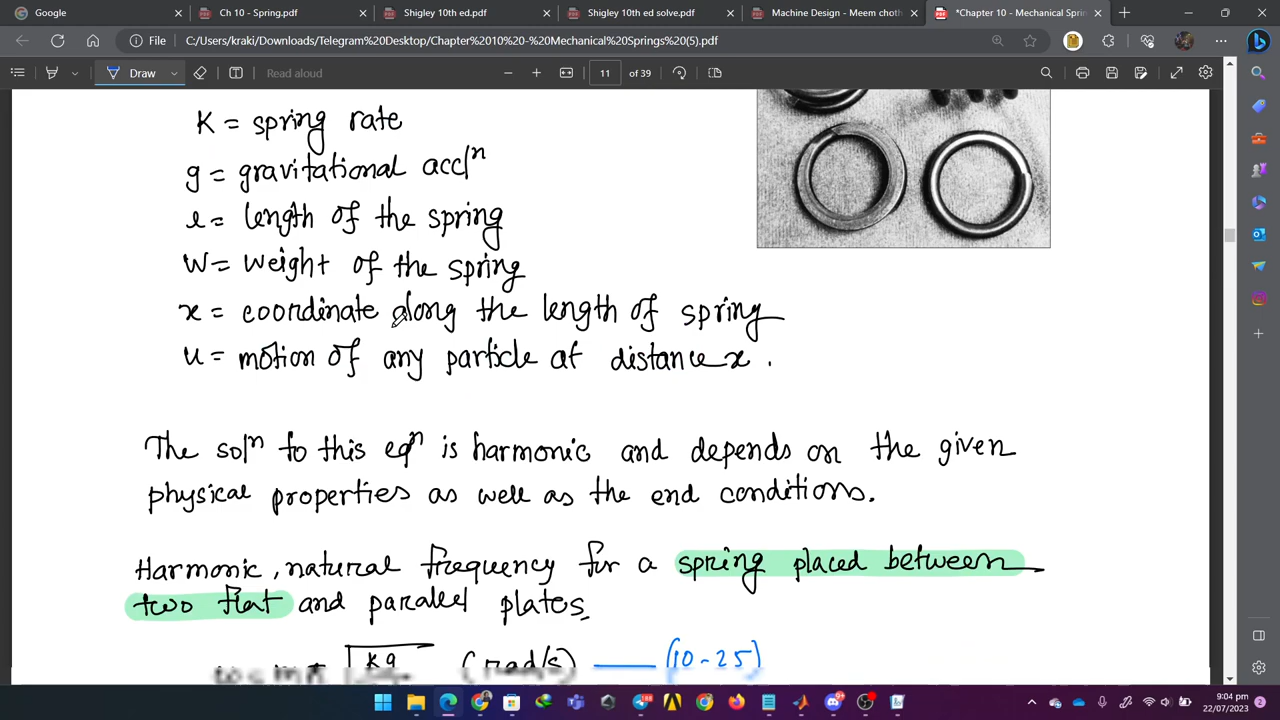 Google
Ch 10 - Spring.pdf
Shigley 10th ed.pdf
Shigley 10th ed solve.pdf
Machine Design - Meem chot
*Chapter 10 - Mechanical Sprin
File
C:/Users/kraki/Downloads/Telegram%20Desktop/Chapter%2010%20-%20Mechanical%20Springs%20(5).pdf
Draw
Read aloud
11 of 39
K = spring rate
g = gravitational accl^n
l = length of the spring
W = weight of the spring
x = coordinate along the length of spring
u = motion of any particle at distance x .
The sol^n to this eq^n is harmonic and depends on the given
physical properties as well as the end conditions.
Harmonic, natural frequency for a spring placed between
two flat and parallel plates.
kg (rad/s) — (10-25)
9:04 pm
22/07/2023